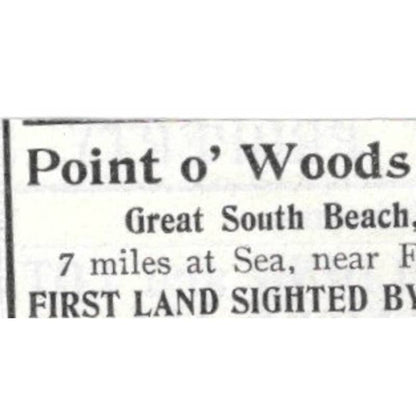 Point o' Woods
Great South Beach,
7 miles at Sea, near F
FIRST LAND SIGHTED BY